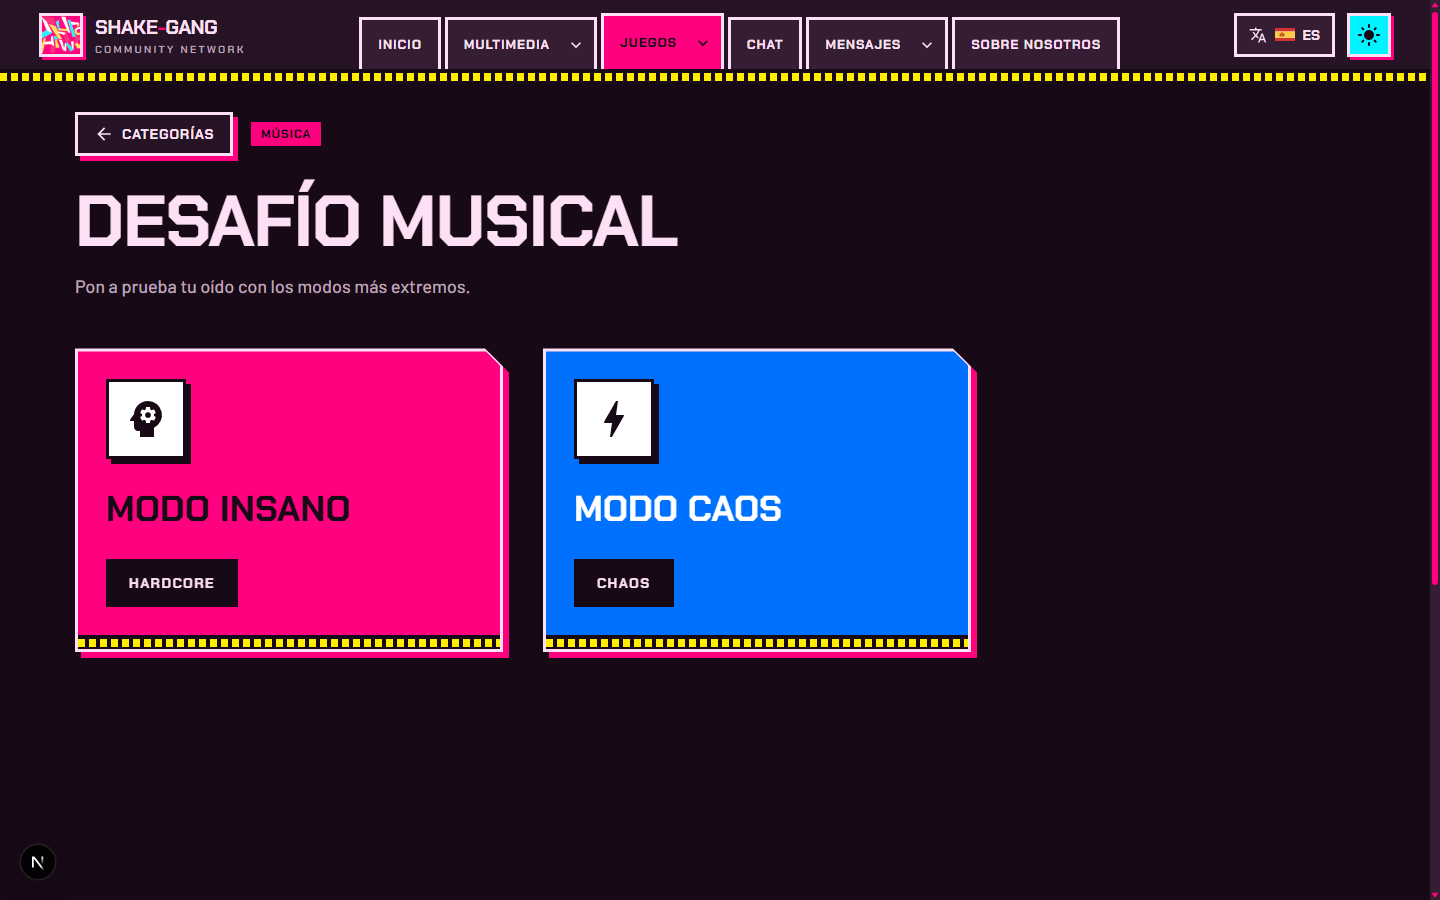 SHAKE-GANG
COMMUNITY NETWORK
INICIO
MULTIMEDIA
JUEGOS
CHAT
MENSAJES
SOBRE NOSOTROS
ES
CATEGORÍAS
MÚSICA
DESAFÍO MUSICAL
Pon a prueba tu oído con los modos más extremos.
MODO INSANO
HARDCORE
MODO CAOS
CHAOS
N